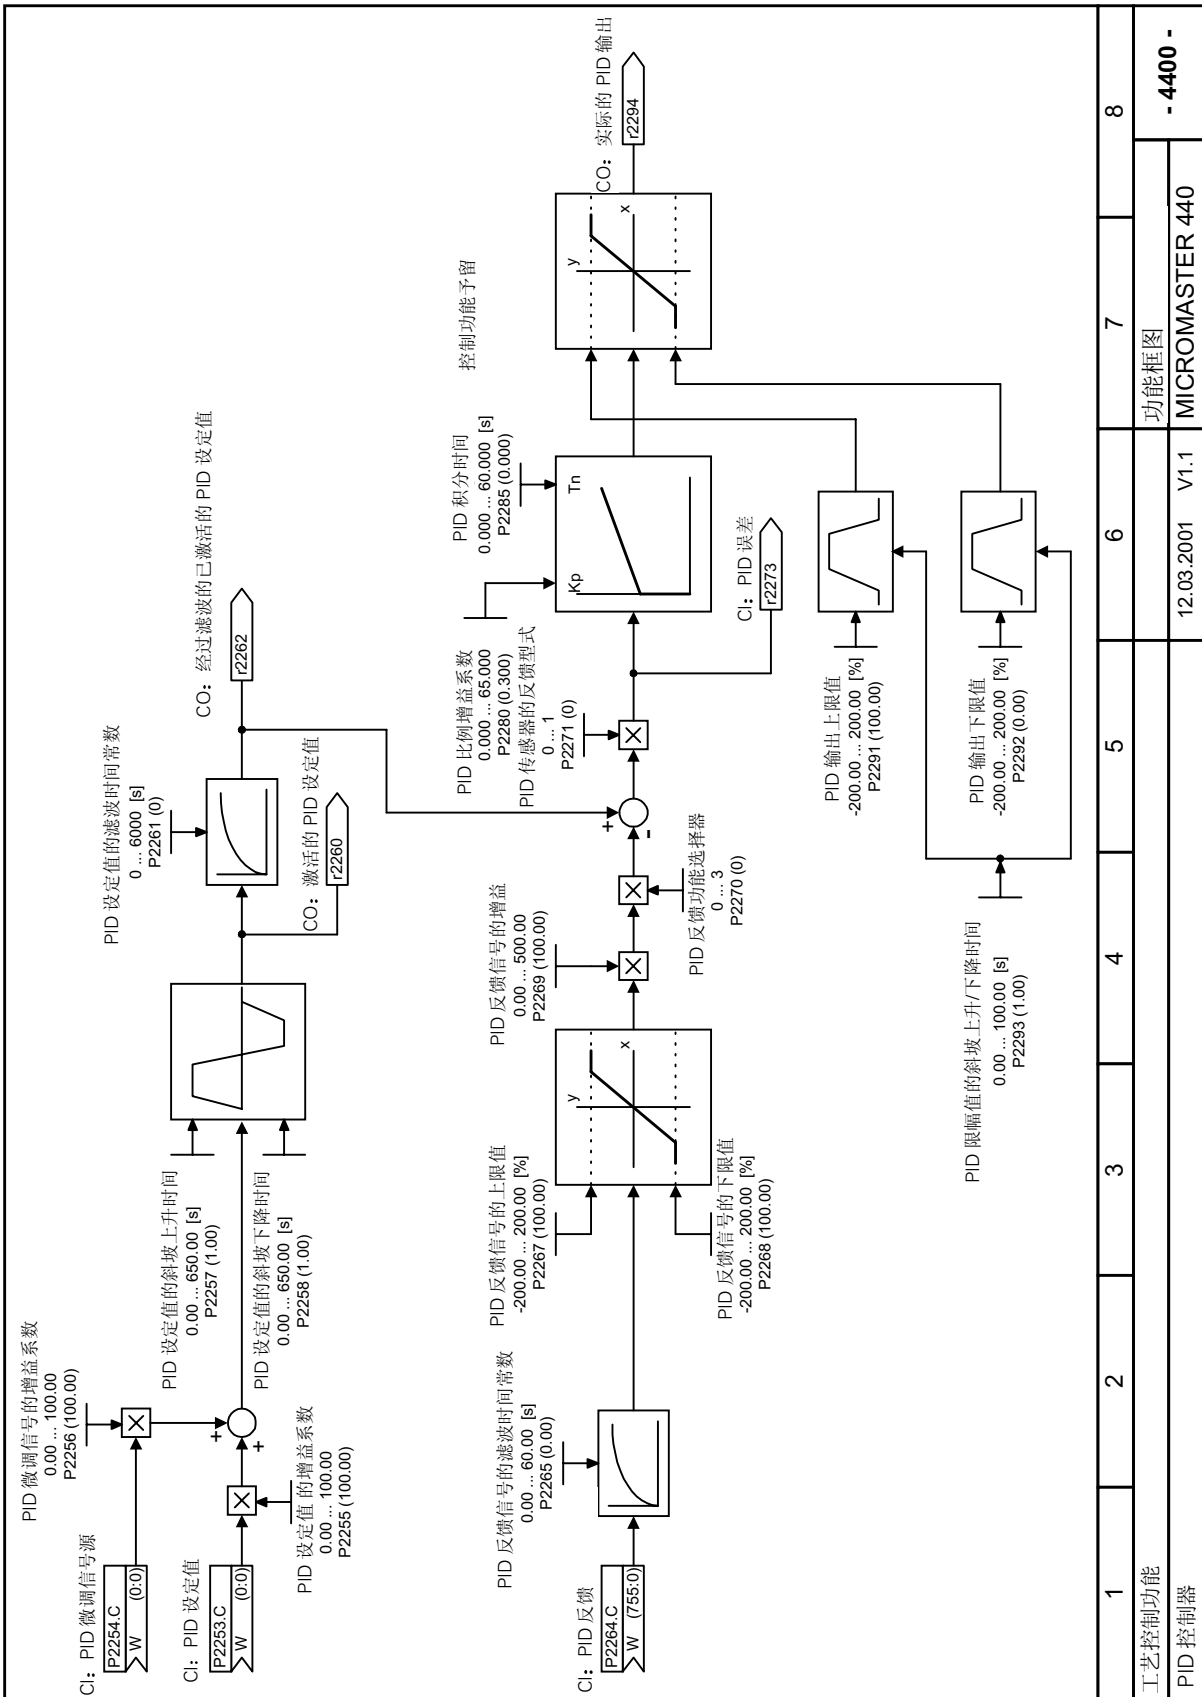 CI: PID 微调信号源
P2254.C
W (0:0)
PID 微调信号的增益系数
0.00 ... 100.00
P2256 (100.00)
CI: PID 设定值
P2253.C
W (0:0)
PID 设定值 的增益系数
0.00 ... 100.00
P2255 (100.00)
+
+
PID 设定值的斜坡上升时间
0.00 ... 650.00 [s]
P2257 (1.00)
PID 设定值的斜坡下降时间
0.00 ... 650.00 [s]
P2258 (1.00)
PID 设定值的滤波时间常数
0 ... 6000 [s]
P2261 (0)
CO: 激活的 PID 设定值
r2260
CO: 经过滤波的已激活的 PID 设定值
r2262
CI: PID 反馈
P2264.C
W (755:0)
PID 反馈信号的滤波时间常数
0.00 ... 60.00 [s]
P2265 (0.00)
PID 反馈信号的上限值
-200.00 ... 200.00 [%]
P2267 (100.00)
y
x
PID 反馈信号的下限值
-200.00 ... 200.00 [%]
P2268 (100.00)
PID 反馈信号的增益
0.00 ... 500.00
P2269 (100.00)
PID 反馈功能选择器
0 ... 3
P2270 (0)
+
-
PID 传感器的反馈型式
0 ... 1
P2271 (0)
PID 比例增益系数
0.000 ... 65.000
P2280 (0.300)
PID 积分时间
0.000 ... 60.000 [s]
P2285 (0.000)
Kp
Tn
CI: PID 误差
r2273
控制功能予留
y
x
CO: 实际的 PID 输出
r2294
PID 输出上限值
-200.00 ... 200.00 [%]
P2291 (100.00)
PID 输出下限值
-200.00 ... 200.00 [%]
P2292 (0.00)
PID 限幅值的斜坡上升/下降时间
0.00 ... 100.00 [s]
P2293 (1.00)
1 2 3 4 5 6 7 8
工艺控制功能
PID 控制器
12.03.2001 V1.1
功能框图
MICROMASTER 440
- 4400 -